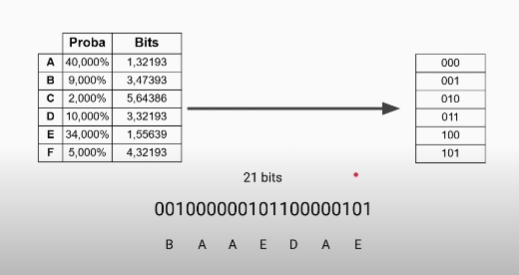 Proba Bits
A 40,000% 1,32193 000
B 9,000% 3,47393 001
C 2,000% 5,64386 010
D 10,000% 3,32193 011
E 34,000% 1,55639 100
F 5,000% 4,32193 101
21 bits
001000000101100000101
B A A E D A E